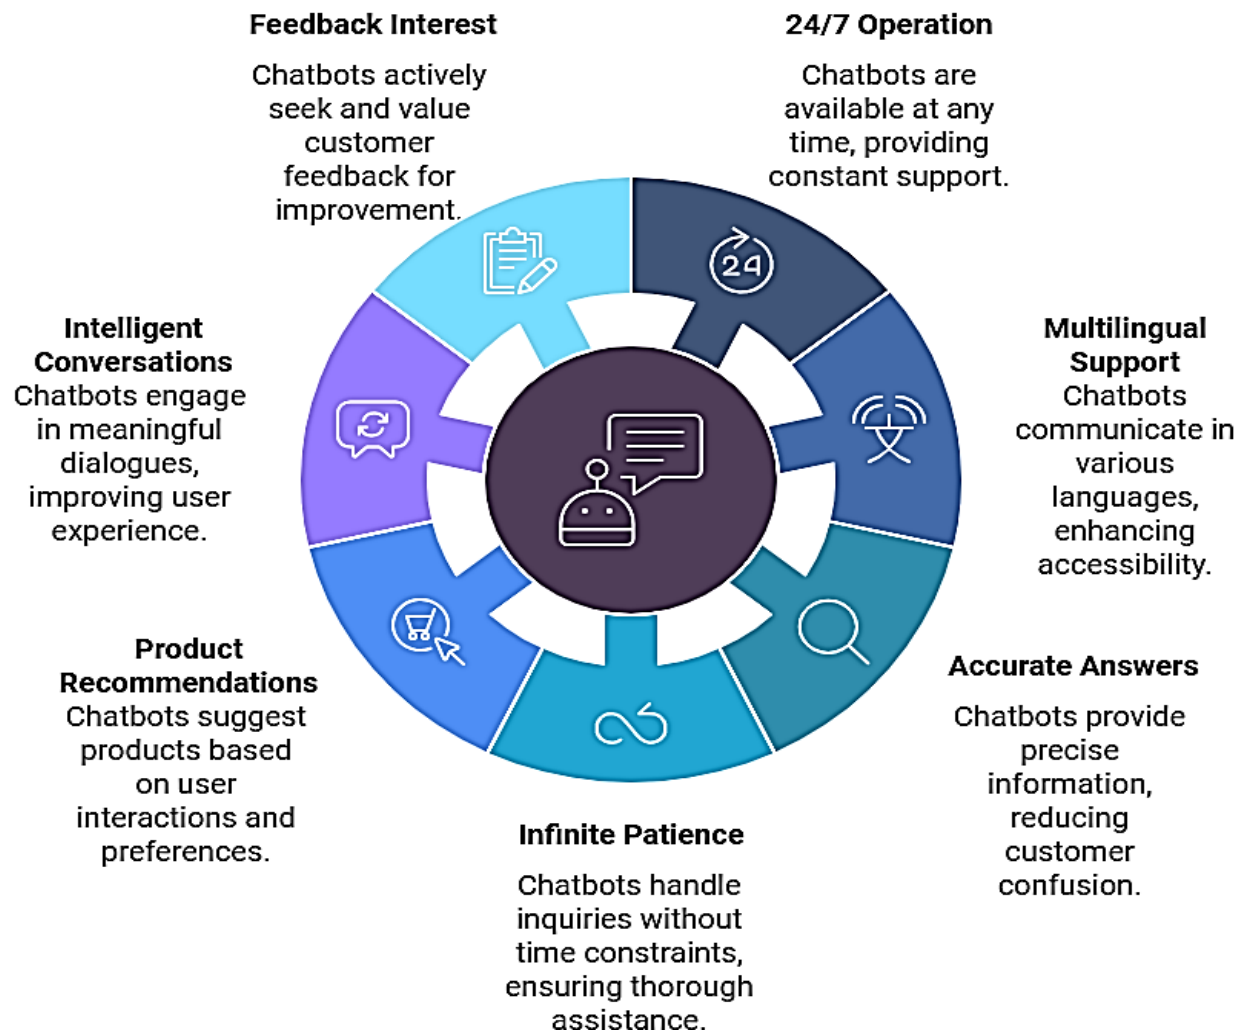 Feedback Interest
Chatbots actively
seek and value
customer
feedback for
improvement.
24/7 Operation
Chatbots are
available at any
time, providing
constant support.
24
Intelligent
Conversations
Chatbots engage
in meaningful
dialogues,
improving user
experience.
Multilingual
Support
Chatbots
communicate in
various
languages,
enhancing
accessibility.
Product
Recommendations
Chatbots suggest
products based
on user
interactions and
preferences.
Accurate Answers
Chatbots provide
precise
information,
reducing
customer
confusion.
Infinite Patience
Chatbots handle
inquiries without
time constraints,
ensuring thorough
assistance.